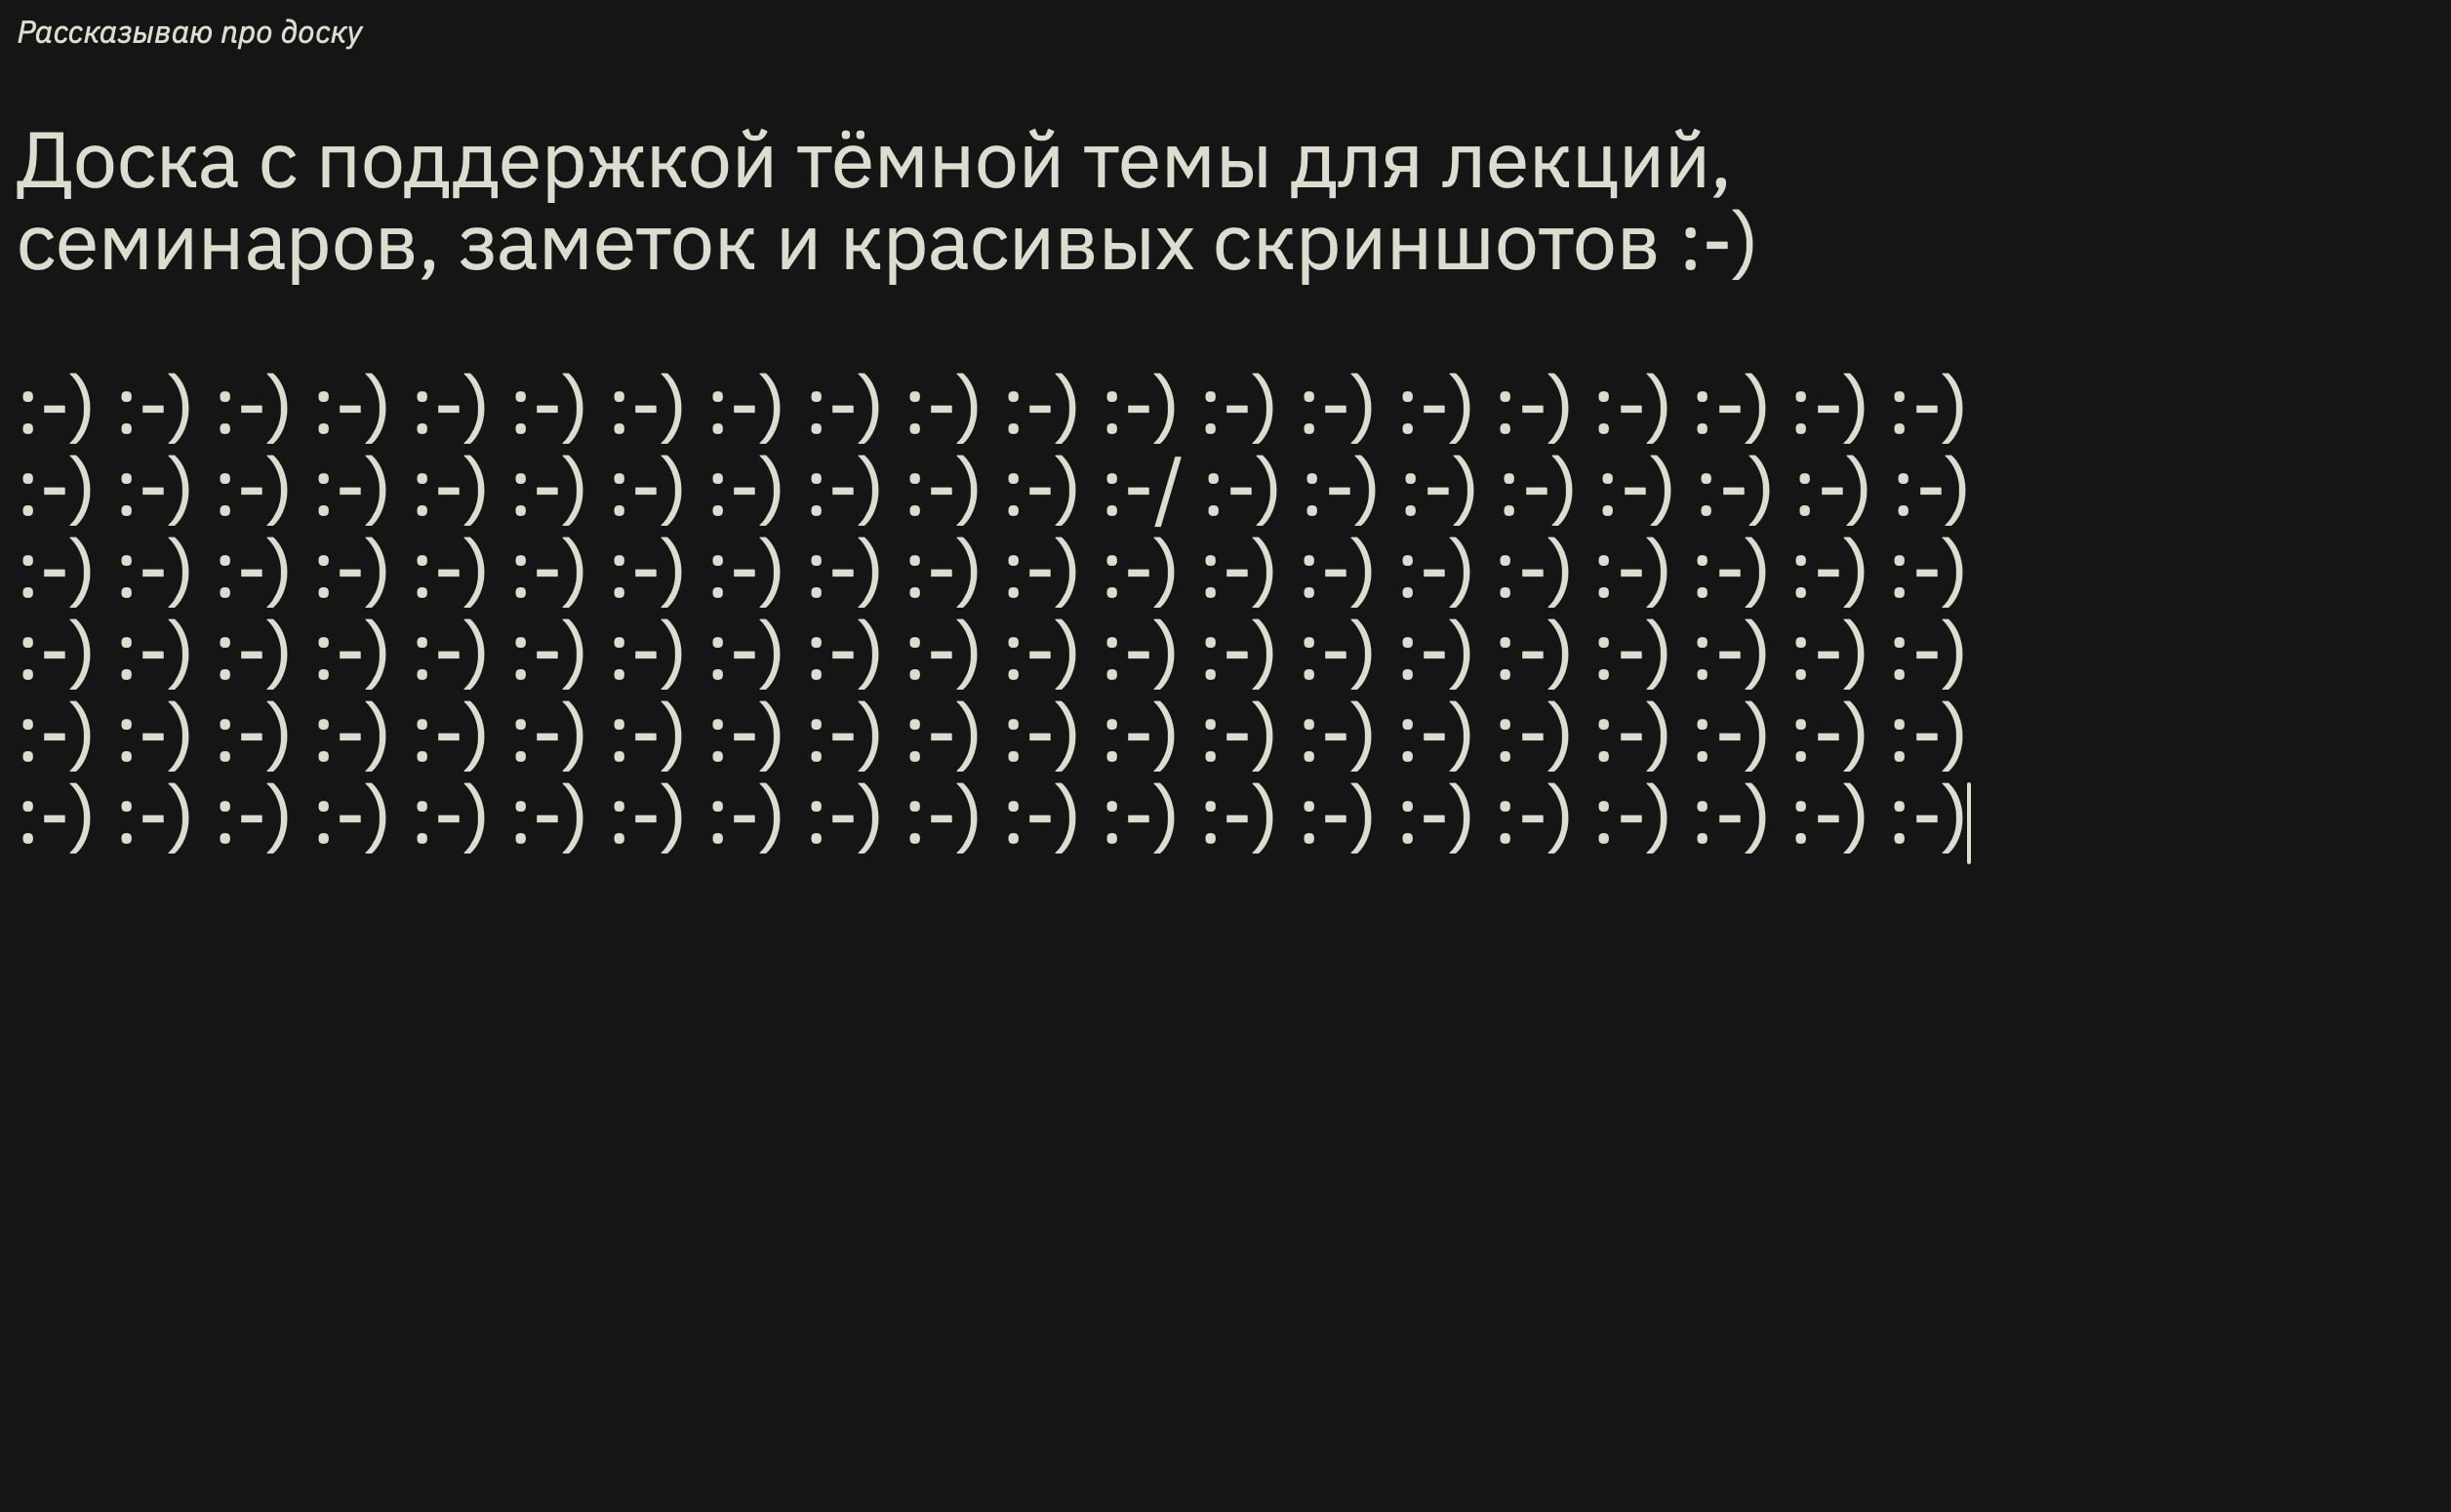 Рассказываю про доску
Доска с поддержкой тёмной темы для лекций,
семинаров, заметок и красивых скриншотов :-)
:-) :-) :-) :-) :-) :-) :-) :-) :-) :-) :-) :-) :-) :-) :-) :-) :-) :-) :-) :-)
:-) :-) :-) :-) :-) :-) :-) :-) :-) :-) :-) :-/ :-) :-) :-) :-) :-) :-) :-) :-)
:-) :-) :-) :-) :-) :-) :-) :-) :-) :-) :-) :-) :-) :-) :-) :-) :-) :-) :-) :-)
:-) :-) :-) :-) :-) :-) :-) :-) :-) :-) :-) :-) :-) :-) :-) :-) :-) :-) :-) :-)
:-) :-) :-) :-) :-) :-) :-) :-) :-) :-) :-) :-) :-) :-) :-) :-) :-) :-) :-) :-)
:-) :-) :-) :-) :-) :-) :-) :-) :-) :-) :-) :-) :-) :-) :-) :-) :-) :-) :-) :-)